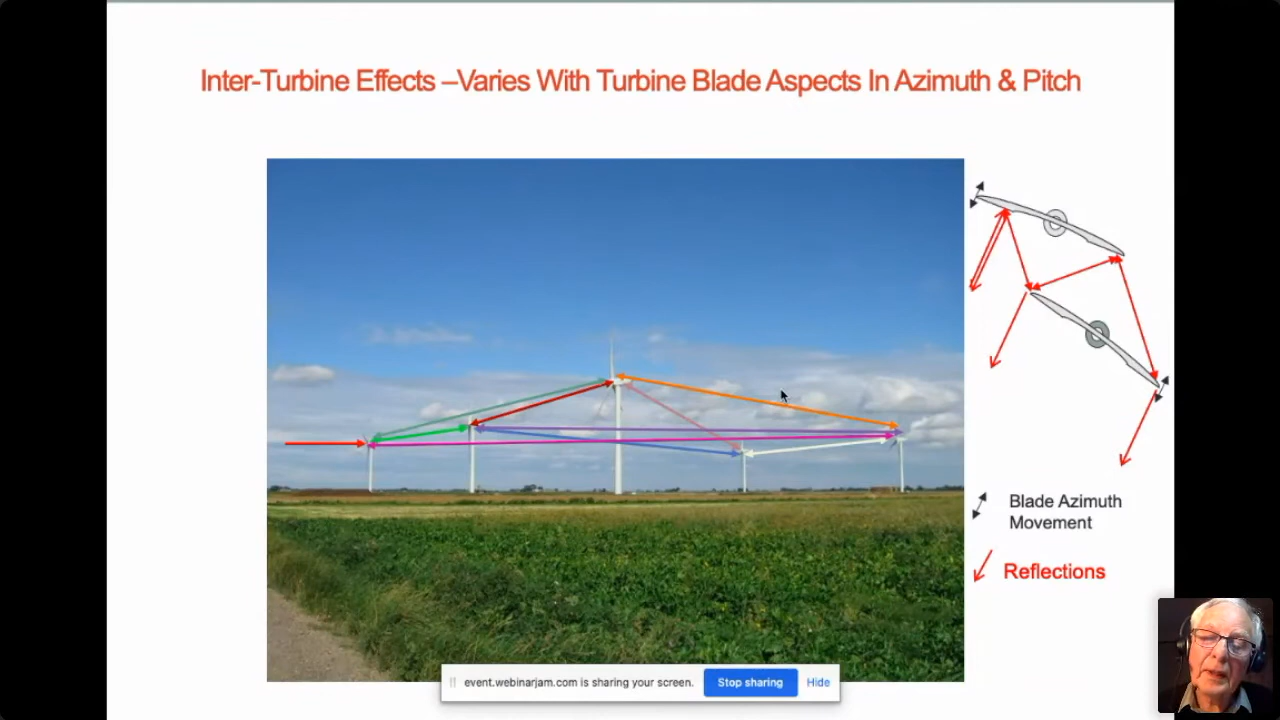 Inter-Turbine Effects –Varies With Turbine Blade Aspects In Azimuth & Pitch
Blade Azimuth
Movement
Reflections
event.webinarjam.com is sharing your screen.
Stop sharing
Hide